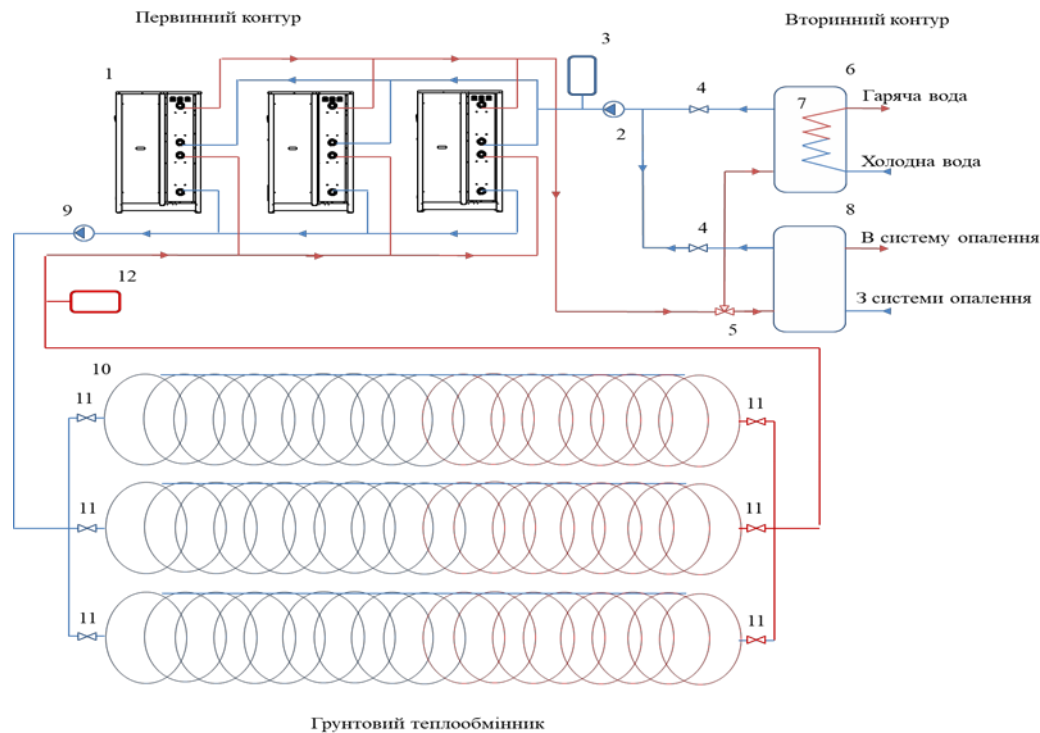 Первинний контур
Вторинний контур
3
1
4
6
7
Гаряча вода
2
Холодна вода
9
4
8
В систему опалення
12
З системи опалення
5
10
11
11
11
11
11
11
Грунтовий теплообмінник